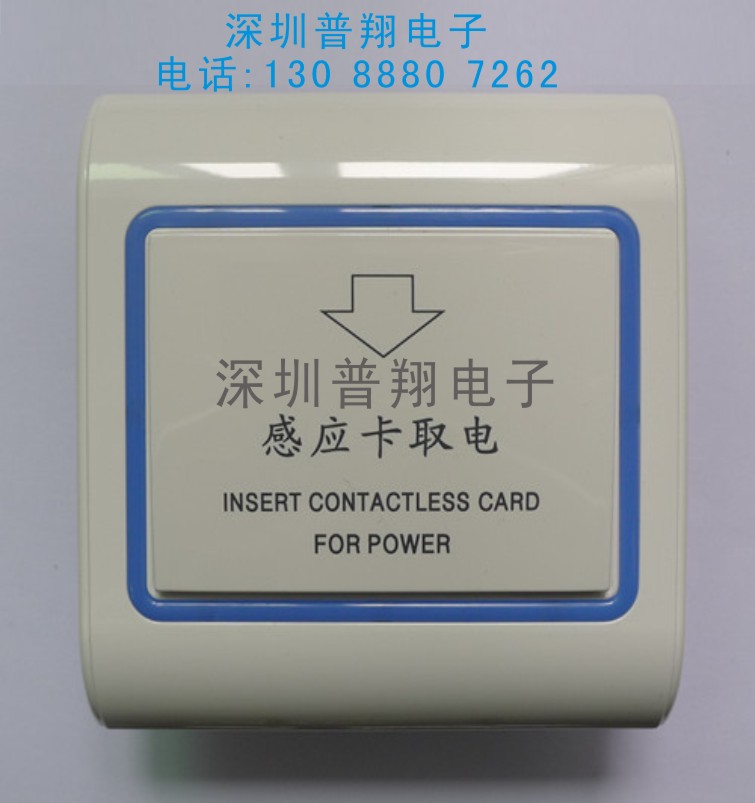 深圳普翔电子
电话:130 8880 7262
深圳普翔电子
感应卡取电
INSERT CONTACTLESS CARD
FOR POWER